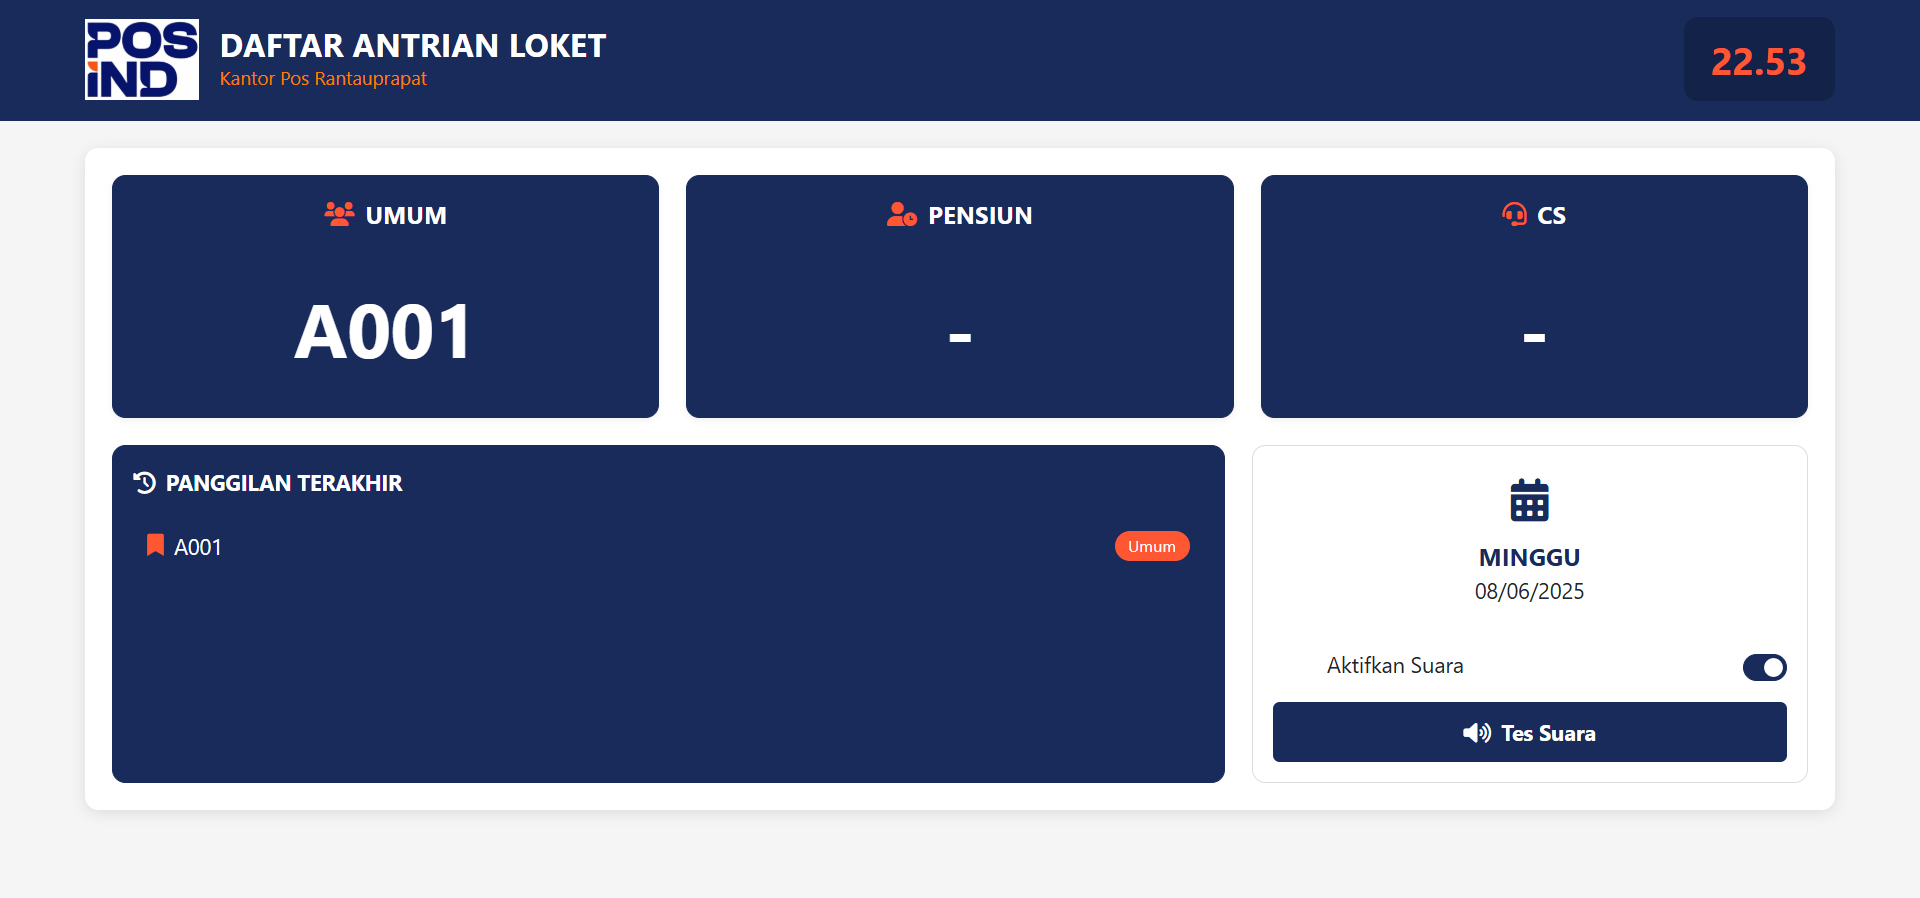 POS
IND
DAFTAR ANTRIAN LOKET
Kantor Pos Rantauprapat
22.53
UMUM
A001
PENSIUN
-
CS
-
PANGGILAN TERAKHIR
A001
Umum
MINGGU
08/06/2025
Aktifkan Suara
Tes Suara